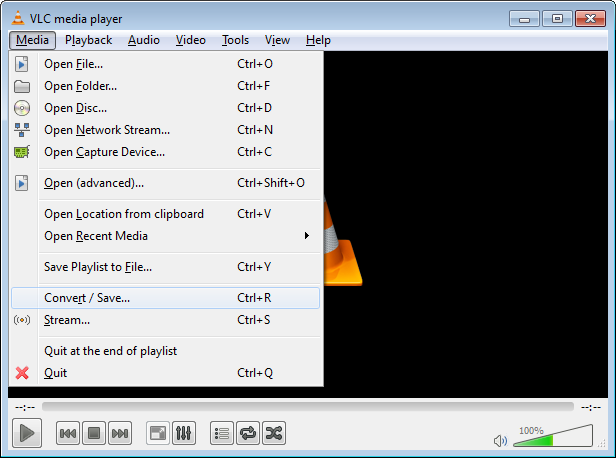 VLC media player
Media Playback Audio Video Tools View Help
Open File... Ctrl+O
Open Folder... Ctrl+F
Open Disc... Ctrl+D
Open Network Stream... Ctrl+N
Open Capture Device... Ctrl+C
Open (advanced)... Ctrl+Shift+O
Open Location from clipboard Ctrl+V
Open Recent Media
Save Playlist to File... Ctrl+Y
Convert / Save... Ctrl+R
Stream... Ctrl+S
Quit at the end of playlist
Quit Ctrl+Q
--:-- --:--
100%